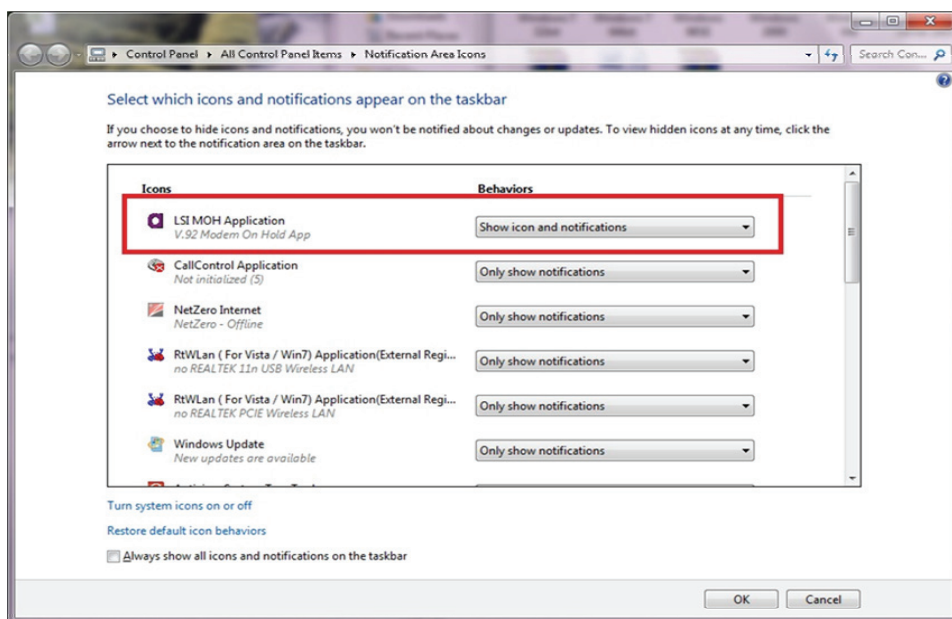 Control Panel ▸ All Control Panel Items ▸ Notification Area Icons
Search Con...
Select which icons and notifications appear on the taskbar
If you choose to hide icons and notifications, you won't be notified about changes or updates. To view hidden icons at any time, click the
arrow next to the notification area on the taskbar.
Icons Behaviors
LSI MOH Application
V.92 Modem On Hold App
Show icon and notifications
CallControl Application
Not initialized (5)
Only show notifications
NetZero Internet
NetZero - Offline
Only show notifications
RtWLan ( For Vista / Win7) Application(External Regi...
no REALTEK 11n USB Wireless LAN
Only show notifications
RtWLan ( For Vista / Win7) Application(External Regi...
no REALTEK PCIE Wireless LAN
Only show notifications
Windows Update
New updates are available
Only show notifications
Turn system icons on or off
Restore default icon behaviors
Always show all icons and notifications on the taskbar
OK Cancel